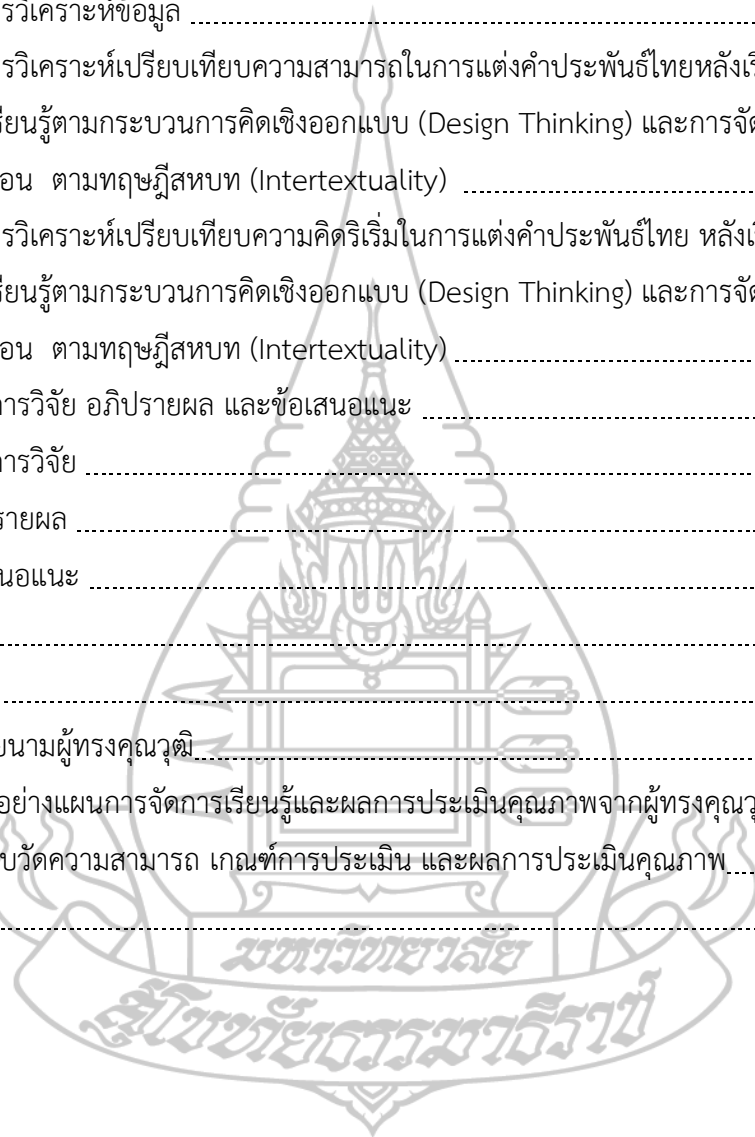 รวิเคราะห์ข้อมูล
รวิเคราะห์เปรียบเทียบความสามารถในการแต่งคำประพันธ์ไทยหลังเรี
รียนรู้ตามกระบวนการคิดเชิงออกแบบ (Design Thinking) และการจัด
อน ตามทฤษฎีสหบท (Intertextuality)
รวิเคราะห์เปรียบเทียบความคิดริเริ่มในการแต่งคำประพันธ์ไทย หลังเรี
รียนรู้ตามกระบวนการคิดเชิงออกแบบ (Design Thinking) และการจัด
อน ตามทฤษฎีสหบท (Intertextuality)
ารวิจัย อภิปรายผล และข้อเสนอแนะ
ารวิจัย
รายผล
นอแนะ
ยนามผู้ทรงคุณวุฒิ
อย่างแผนการจัดการเรียนรู้และผลการประเมินคุณภาพจากผู้ทรงคุณวุ
บวัดความสามารถ เกณฑ์การประเมิน และผลการประเมินคุณภาพ
มหาวิทยาลัย
สุโขทัยธรรมาธิราช